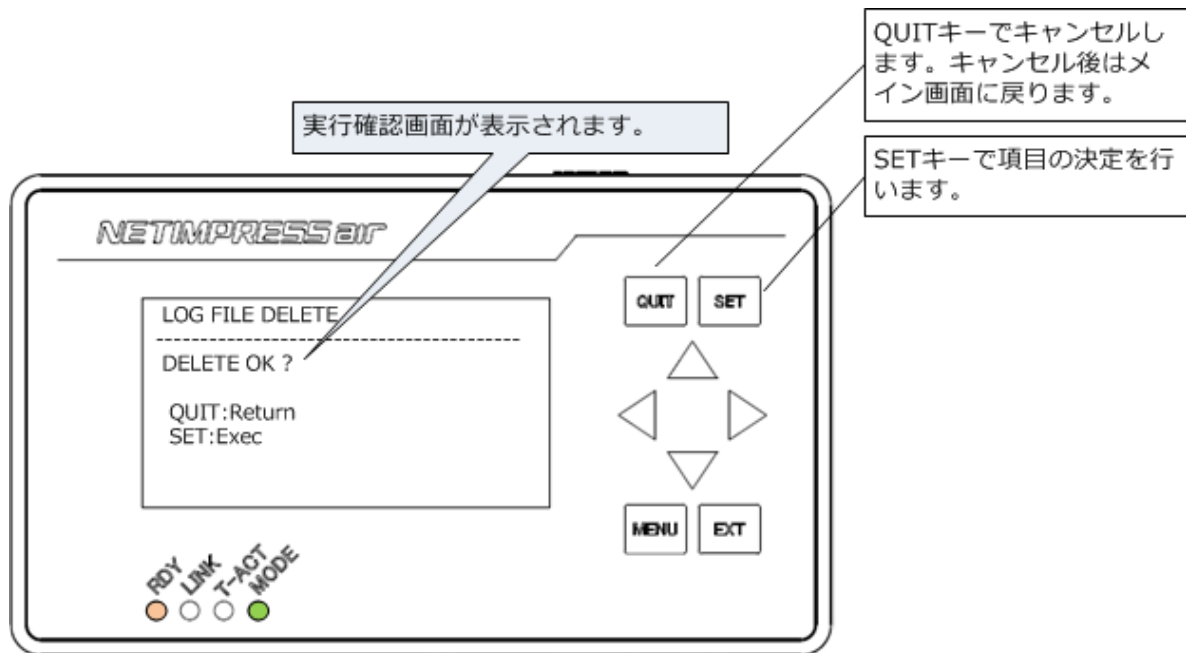 QUITキーでキャンセルし
ます。キャンセル後はメ
イン画面に戻ります。
実行確認画面が表示されます。
SETキーで項目の決定を行
います。
NETIMPRESS air
QUIT
SET
LOG FILE DELETE
DELETE OK ?
QUIT:Return
SET:Exec
MENU
EXT
RDY
LINK
T-ACT
MODE